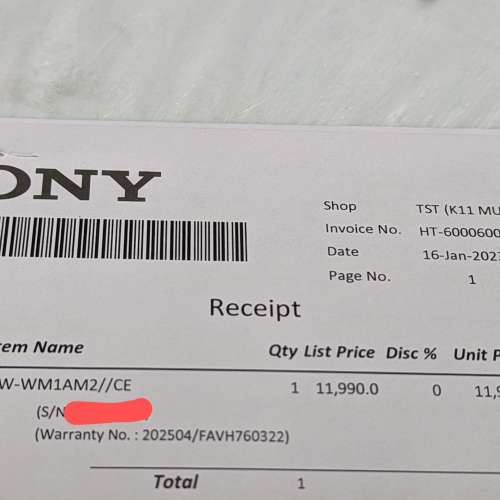 ONY
Shop TST (K11 MU
Invoice No. HT-6000600
Date 16-Jan-202
Page No. 1
Receipt
em Name Qty List Price Disc % Unit P
W-WM1AM2//CE 1 11,990.0 0 11,9
(S/N
(Warranty No. : 202504/FAVH760322)
Total 1